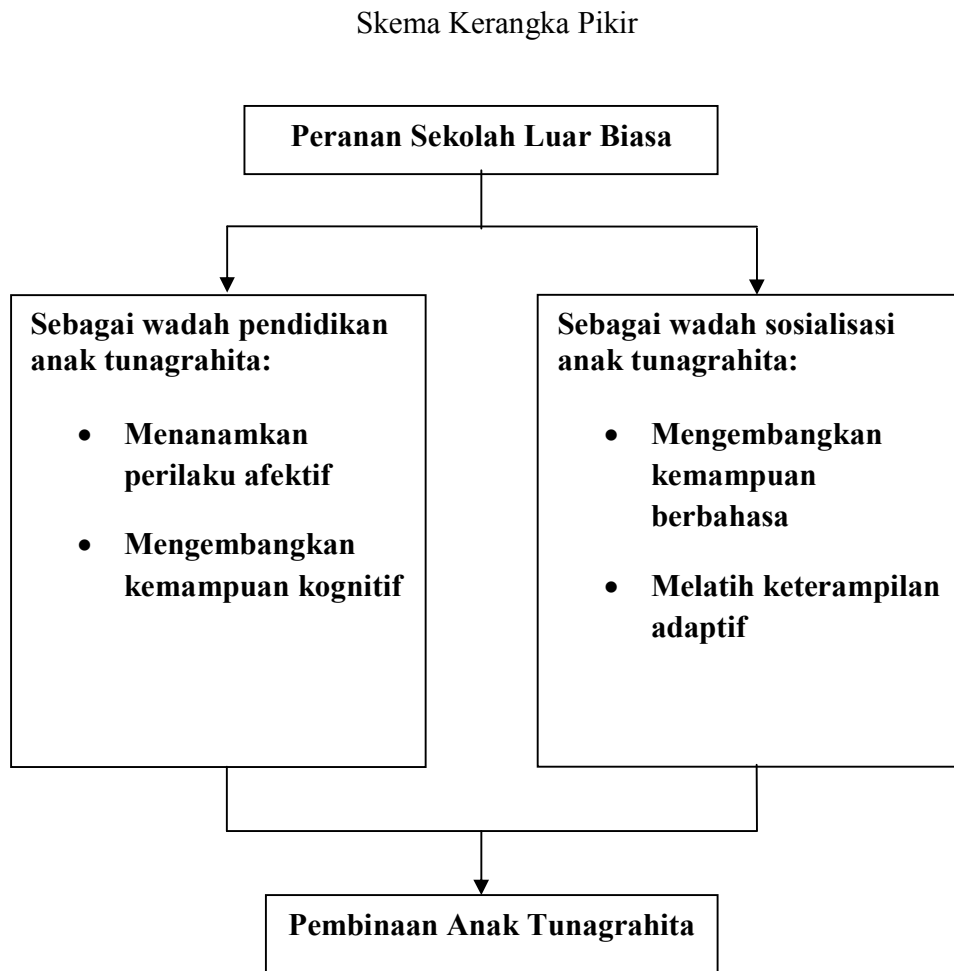 Skema Kerangka Pikir
Peranan Sekolah Luar Biasa
Sebagai wadah pendidikan
anak tunagrahita:
• Menanamkan
perilaku afektif
• Mengembangkan
kemampuan kognitif
Sebagai wadah sosialisasi
anak tunagrahita:
• Mengembangkan
kemampuan
berbahasa
• Melatih keterampilan
adaptif
Pembinaan Anak Tunagrahita